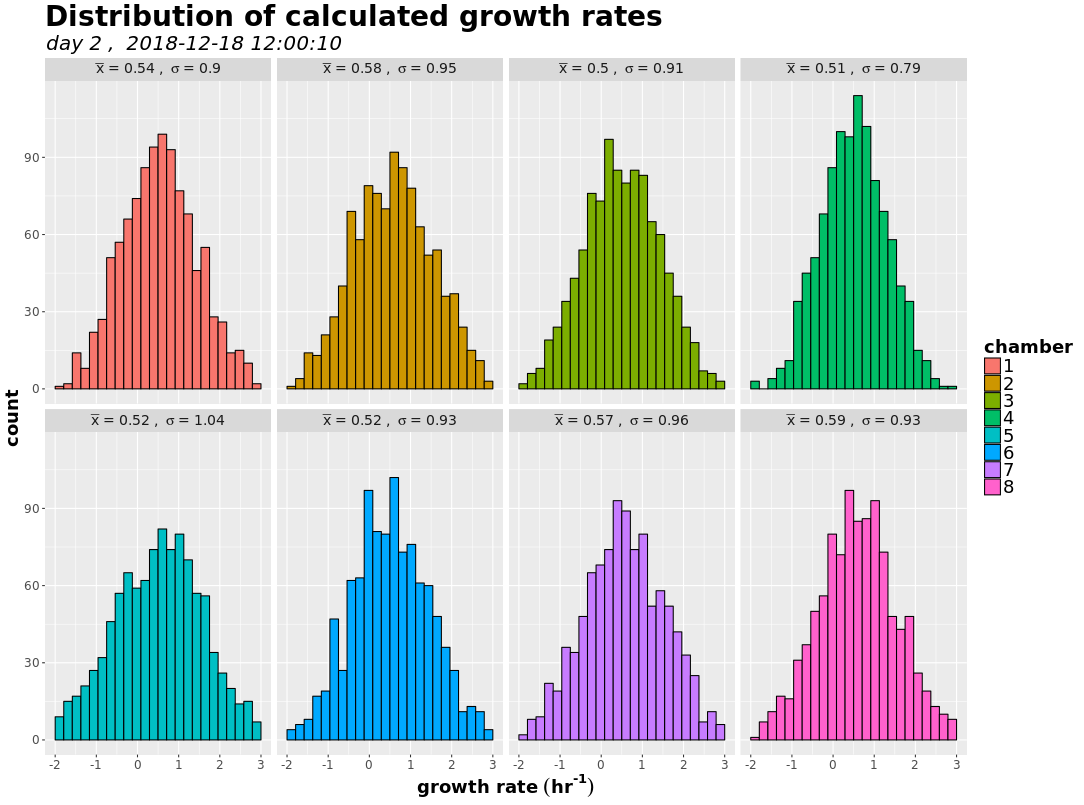 Distribution of calculated growth rates
day 2 ,  2018-12-18 12:00:10
x̅ = 0.54 ,  σ = 0.9
x̅ = 0.58 ,  σ = 0.95
x̅ = 0.5 ,  σ = 0.91
x̅ = 0.51 ,  σ = 0.79
90
60
30
0
x̅ = 0.52 ,  σ = 1.04
x̅ = 0.52 ,  σ = 0.93
x̅ = 0.57 ,  σ = 0.96
x̅ = 0.59 ,  σ = 0.93
90
60
30
0
-2 -1 0 1 2 3
-2 -1 0 1 2 3
-2 -1 0 1 2 3
-2 -1 0 1 2 3
count
growth rate (hr⁻¹)
chamber
1
2
3
4
5
6
7
8